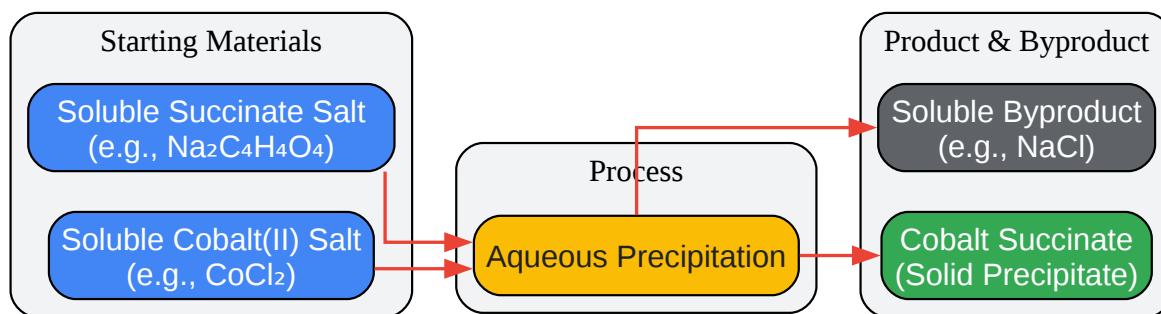 Starting Materials
Soluble Succinate Salt
(e.g., Na₂C₄H₄O₄)
Soluble Cobalt(II) Salt
(e.g., CoCl₂)
Process
Aqueous Precipitation
Product & Byproduct
Soluble Byproduct
(e.g., NaCl)
Cobalt Succinate
(Solid Precipitate)